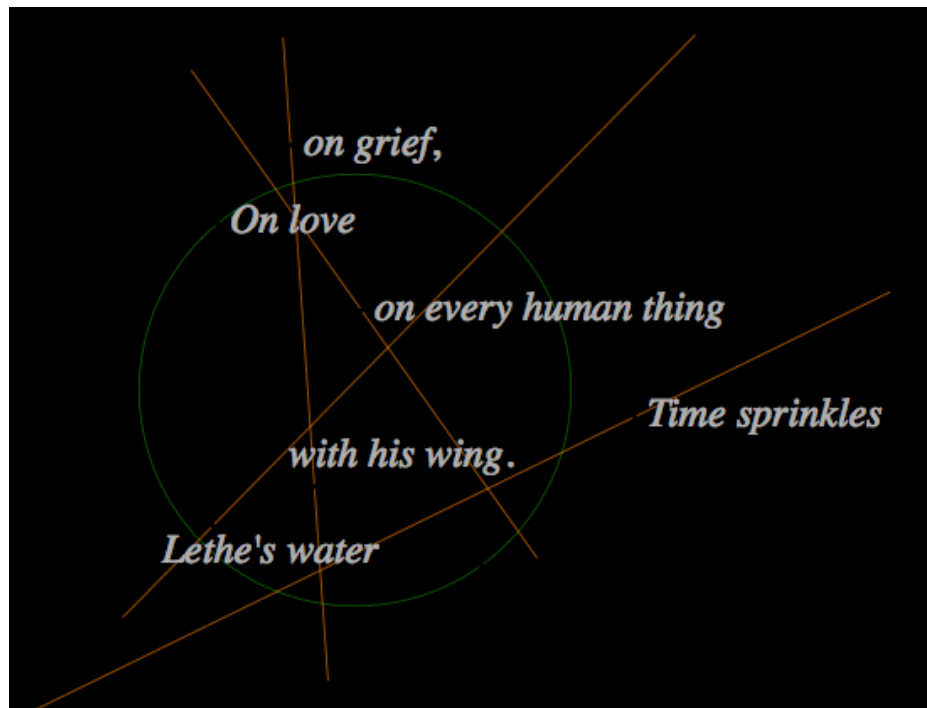 on grief,
On love
on every human thing
Time sprinkles
with his wing.
Lethe's water